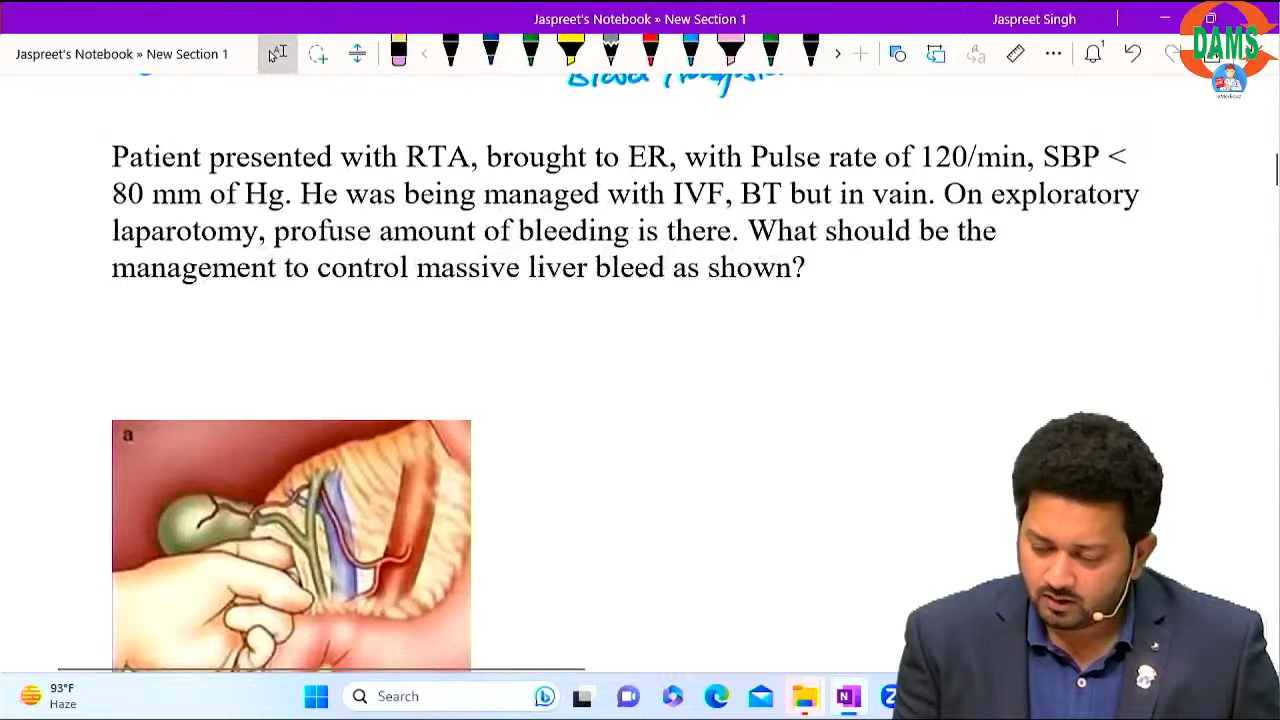 Jaspreet's Notebook » New Section 1
Jaspreet Singh
Jaspreet's Notebook » New Section 1
DAMS
eMedicoz
Blood
Patient presented with RTA, brought to ER, with Pulse rate of 120/min, SBP <
80 mm of Hg. He was being managed with IVF, BT but in vain. On exploratory
laparotomy, profuse amount of bleeding is there. What should be the
management to control massive liver bleed as shown?
a
93°F
Haze
Search